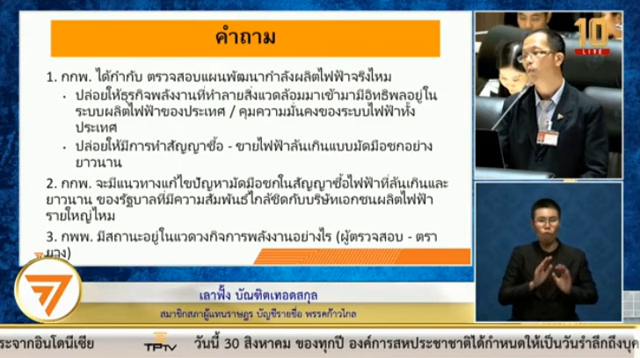 คำถาม
1. กกพ. ได้กำกับ ตรวจสอบแผนพัฒนากำลังผลิตไฟฟ้าจริงไหม
• ปล่อยให้ธุรกิจพลังงานที่ทำลายสิ่งแวดล้อมมาเข้ามามีอิทธิพลอยู่ใน
ระบบผลิตไฟฟ้าของประเทศ / คุมความมั่นคงของระบบไฟฟ้าทั้ง
ประเทศ
• ปล่อยให้มีการทำสัญญาซื้อ - ขายไฟฟ้าล้นเกินแบบมัดมือชกอย่าง
ยาวนาน
2. กกพ. จะมีแนวทางแก้ไขปัญหามัดมือชกในสัญญาซื้อไฟฟ้าที่ล้นเกินและ
ยาวนาน ของรัฐบาลที่มีความสัมพันธ์ใกล้ชิดกับบริษัทเอกชนผลิตไฟฟ้า
รายใหญ่ไหม
3. กพพ. มีสถานะอยู่ในแวดวงกิจการพลังงานอย่างไร (ผู้ตรวจสอบ - ตรา
ยาง)
10
LIVE
เลาฟั้ง บัณฑิตเทอดสกุล
สมาชิกสภาผู้แทนราษฎร บัญชีรายชื่อ พรรคก้าวไกล
ระจากอินโดนีเซีย TPTV วันนี้ 30 สิงหาคม ของทุกปี องค์การสหประชาชาติได้กำหนดให้เป็นวันรำลึกถึงบุค